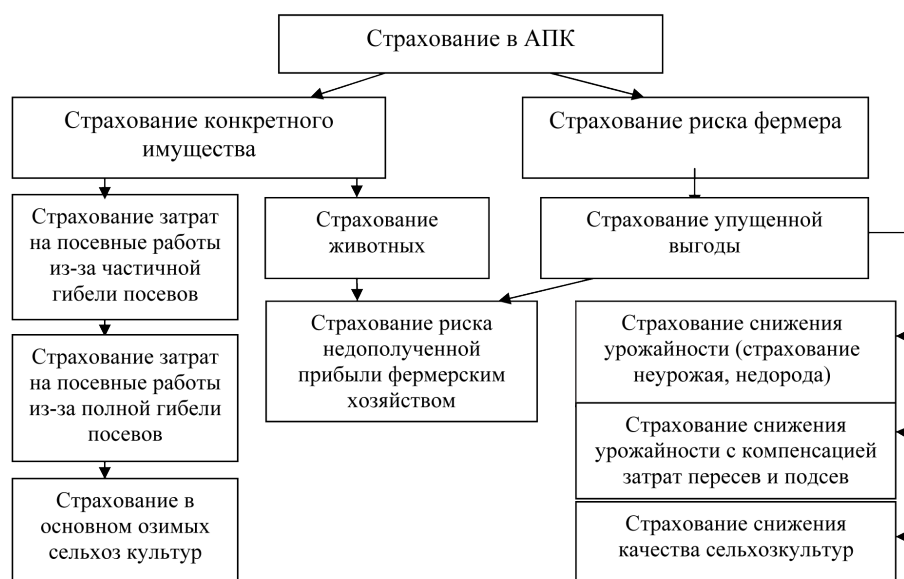 Страхование в АПК
Страхование конкретного
имущества
Страхование риска фермера
Страхование затрат
на посевные работы
из-за частичной
гибели посевов
Страхование
животных
Страхование упущенной
выгоды
Страхование риска
недополученной
прибыли фермерским
хозяйством
Страхование снижения
урожайности (страхование
неурожая, недорода)
Страхование затрат
на посевные работы
из-за полной гибели
посевов
Страхование снижения
урожайности с компенсацией
затрат пересев и подсев
Страхование в
основном озимых
сельхоз культур
Страхование снижения
качества сельхозкультур